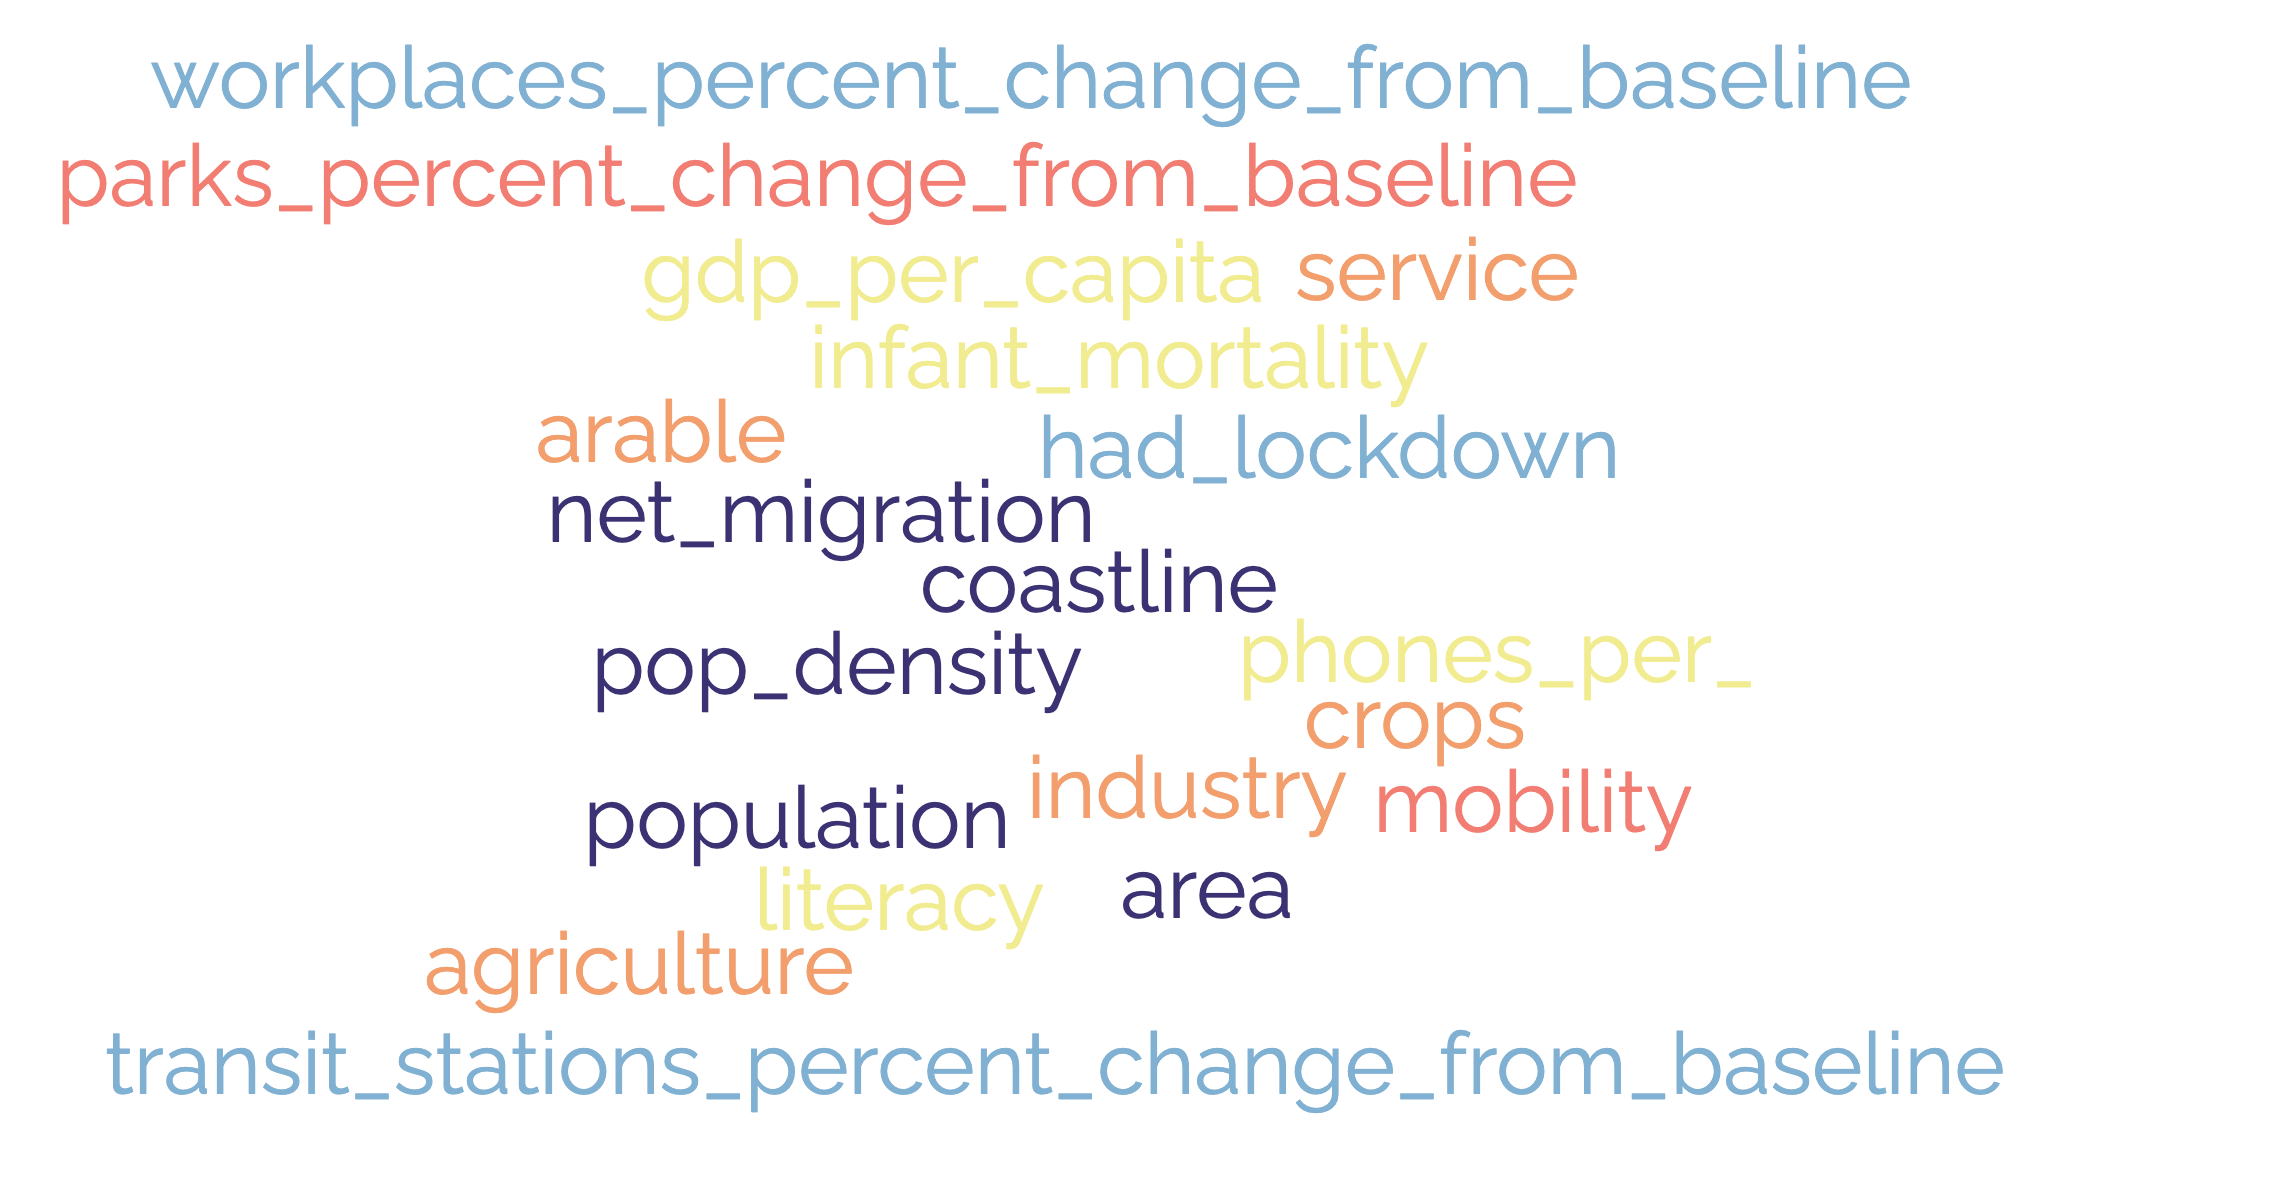 workplaces_percent_change_from_baseline
parks_percent_change_from_baseline
gdp_per_capita service
infant_mortality
arable had_lockdown
net_migration
coastline
pop_density phones_per_
crops
population industry mobility
literacy area
agriculture
transit_stations_percent_change_from_baseline